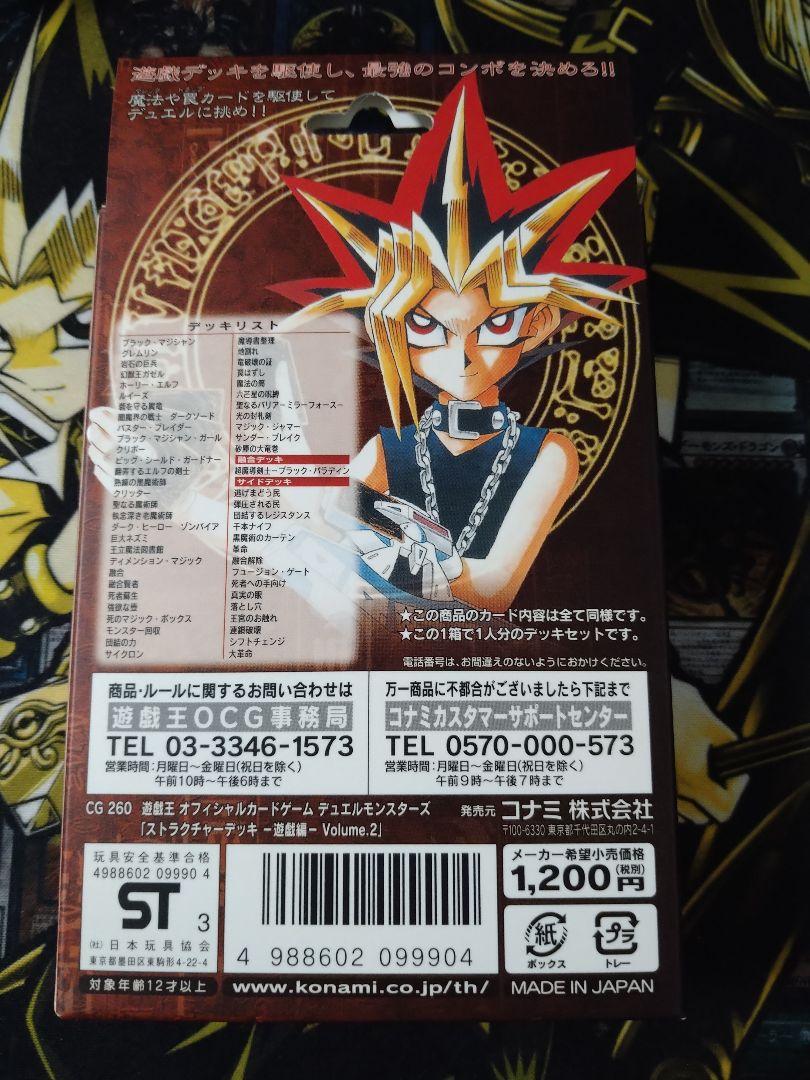 遊戯デッキを駆使し、最強のコンボを決めろ!!
魔法や罠カードを駆使して
デュエルに挑め!!
デッキリスト
ブラック・マジシャン
グレムリン
岩石の巨兵
幻獣王ガゼル
ホーリー・エルフ
ルイーズ
砦を守る翼竜
闇魔界の戦士 ダークソード
バスター・ブレイダー
ブラック・マジシャン・ガール
クリボー
ビッグ・シールド・ガードナー
翻弄するエルフの剣士
熟練の黒魔術師
クリッター
聖なる魔術師
執念深き老魔術師
ダーク・ヒーロー ゾンバイア
巨大ネズミ
王立魔法図書館
ディメンション・マジック
融合
融合賢者
死者蘇生
強欲な壺
死のマジック・ボックス
モンスター回収
団結の力
サイクロン
魔導書整理
地割れ
竜破壊の証
罠はずし
魔法の筒
六芒星の呪縛
聖なるバリアーミラーフォースー
光の封札剣
マジック・ジャマー
サンダー・ブレイク
砂塵の大竜巻
融合デッキ
超魔導剣士ーブラック・パラディン
サイドデッキ
逃げまどう民
弾圧される民
団結するレジスタンス
千本ナイフ
黒魔術のカーテン
革命
融合解除
フュージョン・ゲート
死者への手向け
真実の眼
落とし穴
王宮のお触れ
連鎖破壊
シフトチェンジ
大革命
★この商品のカード内容は全て同様です。
★この1箱で1人分のデッキセットです。
電話番号は、お間違えのないようにおかけください。
商品・ルールに関するお問い合わせは
遊戯王OCG事務局
TEL 03-3346-1573
営業時間:月曜日〜金曜日(祝日を除く)
午前10時〜午後6時まで
万一商品に不都合がございましたら下記まで
コナミカスタマーサポートセンター
TEL 0570-000-573
営業時間:月曜日〜金曜日(祝日を除く)
午前9時〜午後7時まで
CG 260 遊戯王 オフィシャルカードゲーム デュエルモンスターズ
「ストラクチャーデッキ −遊戯編− Volume.2」
発売元 コナミ 株式会社
〒100-6330 東京都千代田区丸の内2-4-1
玩具安全基準合格
4988602 09990 4
ST 3
(社)日本玩具協会
東京都墨田区東駒形4-22-4
対象年齢12才以上
4 988602 099904
www.konami.co.jp/th/
メーカー希望小売価格
1,200円(税別)
紙
ボックス
プラ
トレー
MADE IN JAPAN